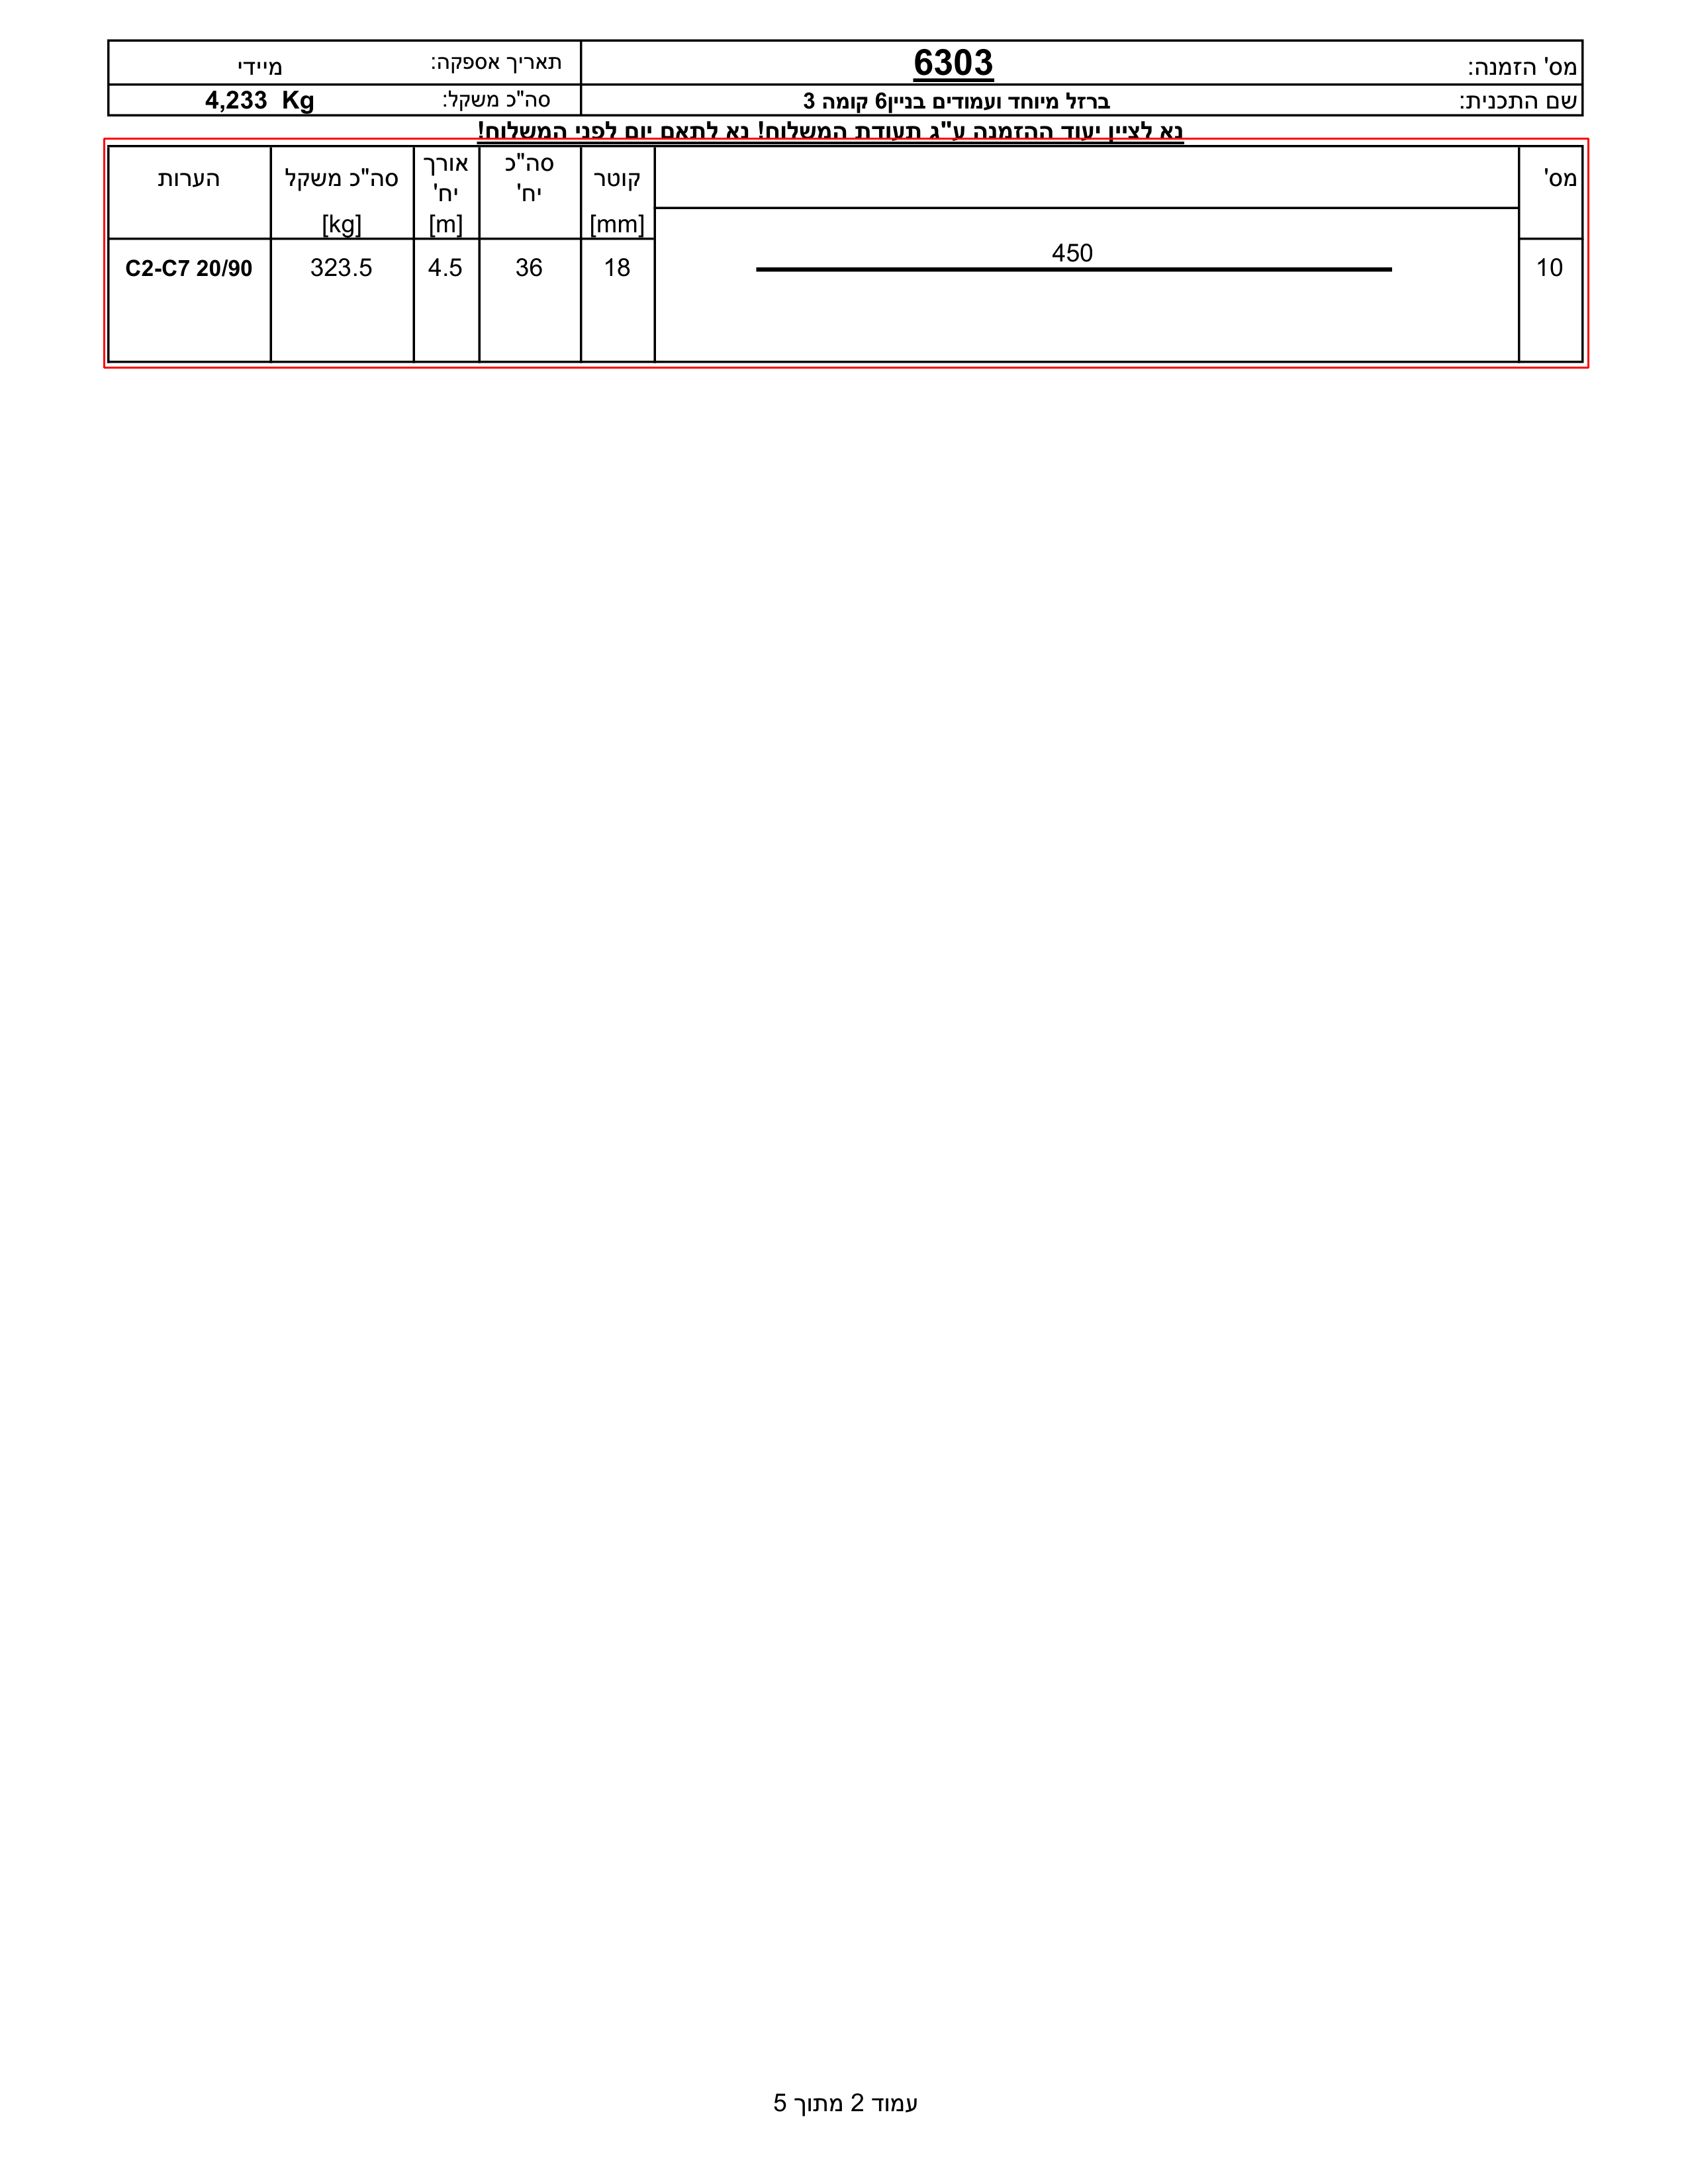 מס' הזמנה: 6303 תאריך אספקה: מיידי
שם התכנית: ברזל מיוחד ועמודים בניין6 קומה 3 סה"כ משקל: 4,233 Kg
נא לציין יעוד ההזמנה ע"ג תעודת המשלוח! נא לתאם יום לפני המשלוח!
מס' קוטר [mm] סה"כ יח' אורך יח' [m] סה"כ משקל [kg] הערות
10 450 18 36 4.5 323.5 C2-C7 20/90
עמוד 2 מתוך 5